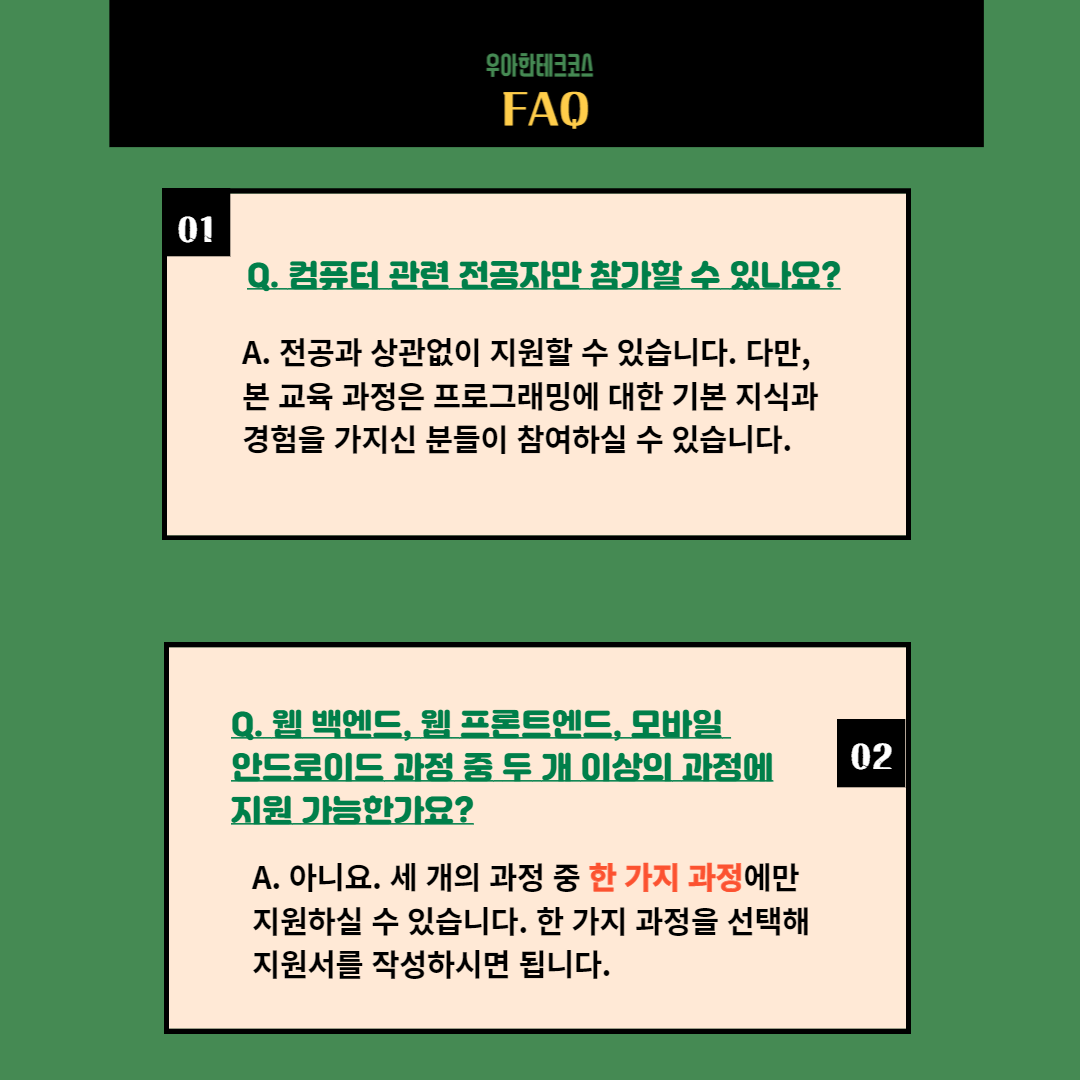 우아한테크코스
FAQ
01
Q. 컴퓨터 관련 전공자만 참가할 수 있나요?
A. 전공과 상관없이 지원할 수 있습니다. 다만,
본 교육 과정은 프로그래밍에 대한 기본 지식과
경험을 가지신 분들이 참여하실 수 있습니다.
02
Q. 웹 백엔드, 웹 프론트엔드, 모바일
안드로이드 과정 중 두 개 이상의 과정에
지원 가능한가요?
A. 아니요. 세 개의 과정 중 한 가지 과정에만
지원하실 수 있습니다. 한 가지 과정을 선택해
지원서를 작성하시면 됩니다.